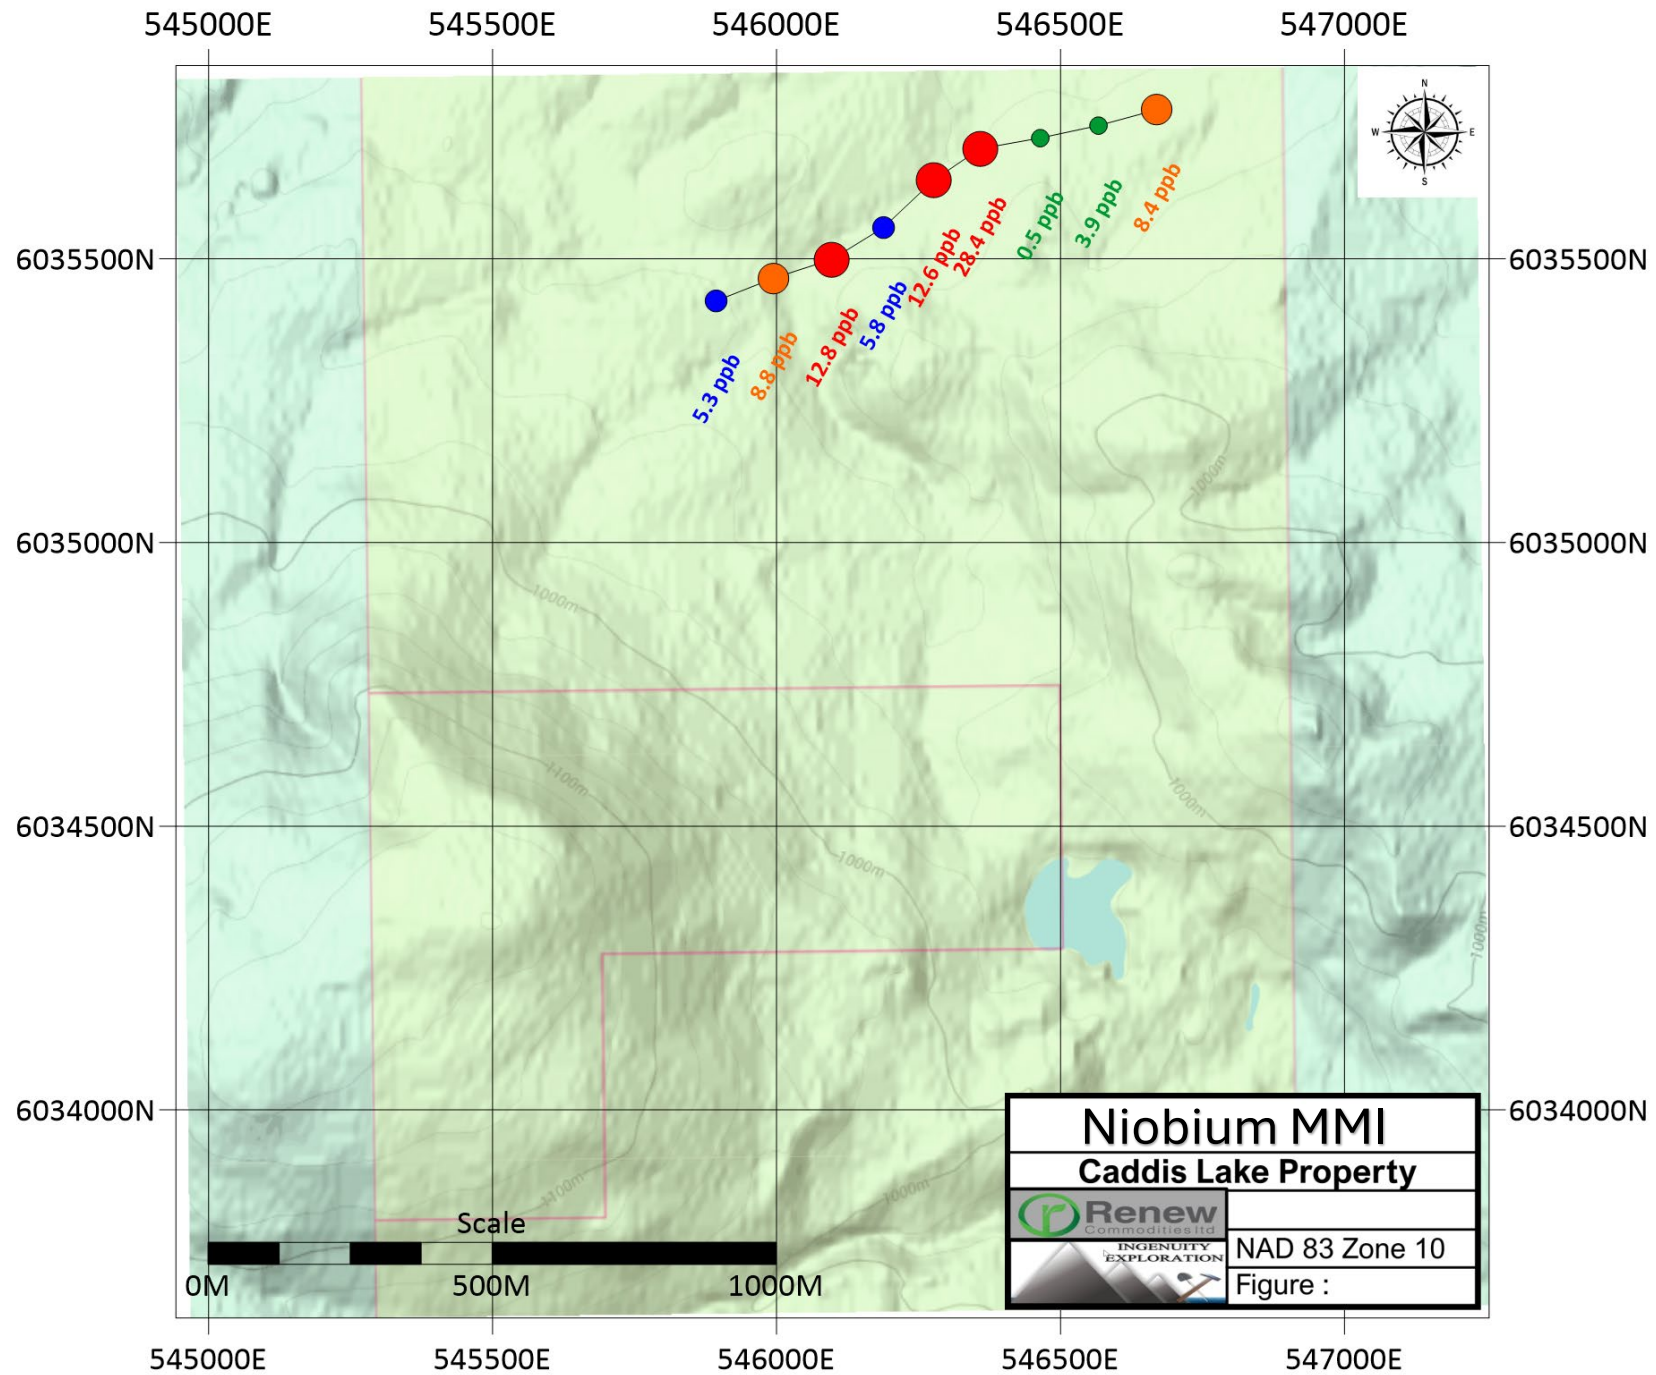 545000E 545500E 546000E 546500E 547000E
N
W E
S
8.4 ppb
3.9 ppb
0.5 ppb
28.4 ppb
12.6 ppb
5.8 ppb
12.8 ppb
8.8 ppb
5.3 ppb
6035500N 6035500N
1000m
6035000N 6035000N
1000m
1100m
1000m
6034500N 6034500N
1000m
1000m
6034000N 6034000N
1100m
1000m
Niobium MMI
Caddis Lake Property
Renew
Commodities ltd
INGENUITY
EXPLORATION
NAD 83 Zone 10
Figure :
Scale
0M 500M 1000M
545000E 545500E 546000E 546500E 547000E